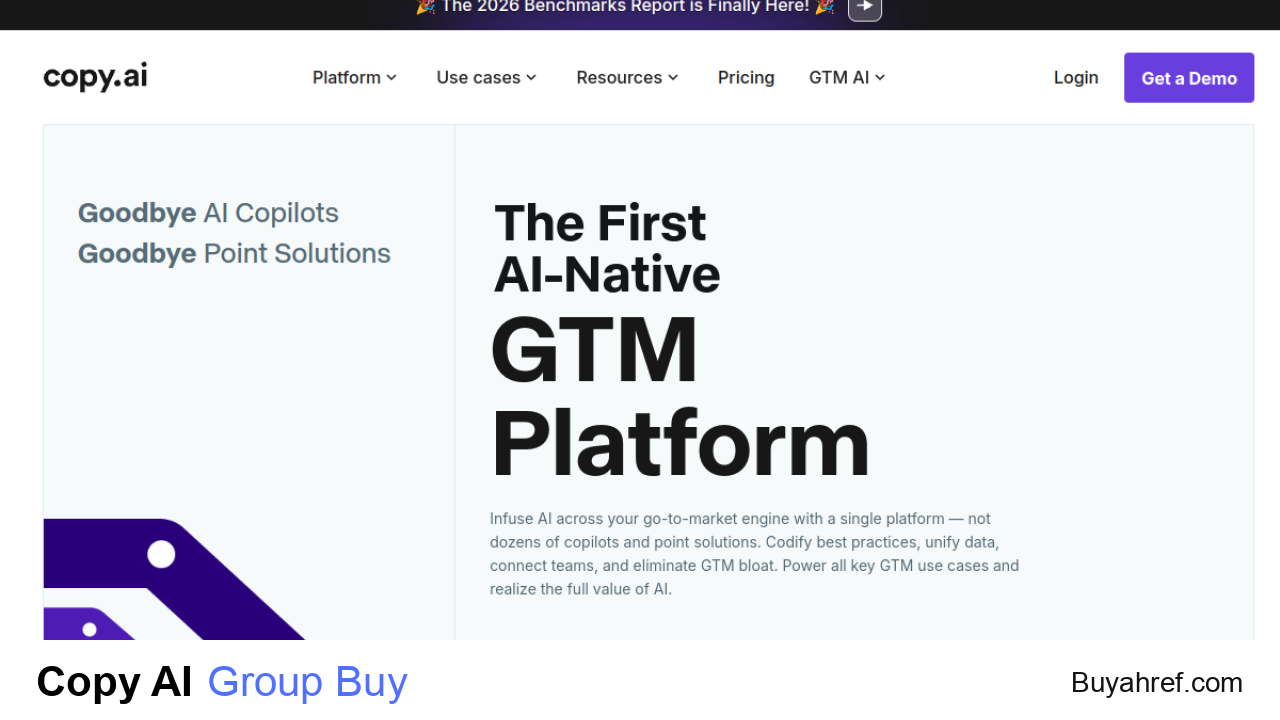 🎉 The 2026 Benchmarks Report is Finally Here! 🎉 →
copy.ai
Platform
Use cases
Resources
Pricing
GTM AI
Login
Get a Demo
Goodbye AI Copilots
Goodbye Point Solutions
The First
AI-Native
GTM
Platform
Infuse AI across your go-to-market engine with a single platform — not
dozens of copilots and point solutions. Codify best practices, unify data,
connect teams, and eliminate GTM bloat. Power all key GTM use cases and
realize the full value of AI.
Copy AI Group Buy
Buyahref.com